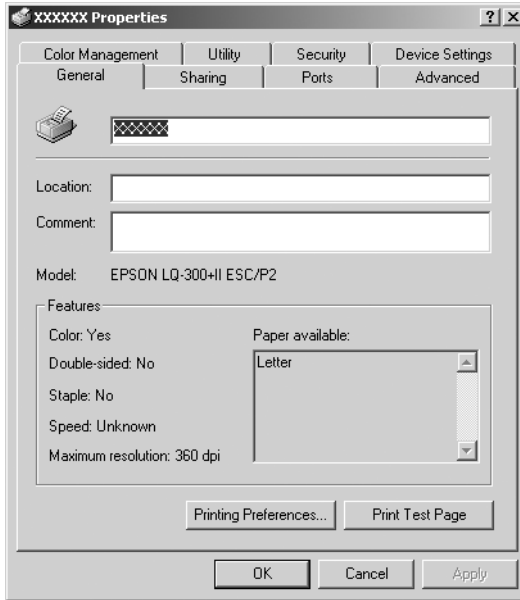 XXXXXX Properties
Color Management Utility Security Device Settings
General Sharing Ports Advanced
XXXXXX
Location:
Comment:
Model: EPSON LQ-300+II ESC/P2
Features
Color: Yes Paper available:
Double-sided: No Letter
Staple: No
Speed: Unknown
Maximum resolution: 360 dpi
Printing Preferences... Print Test Page
OK Cancel Apply